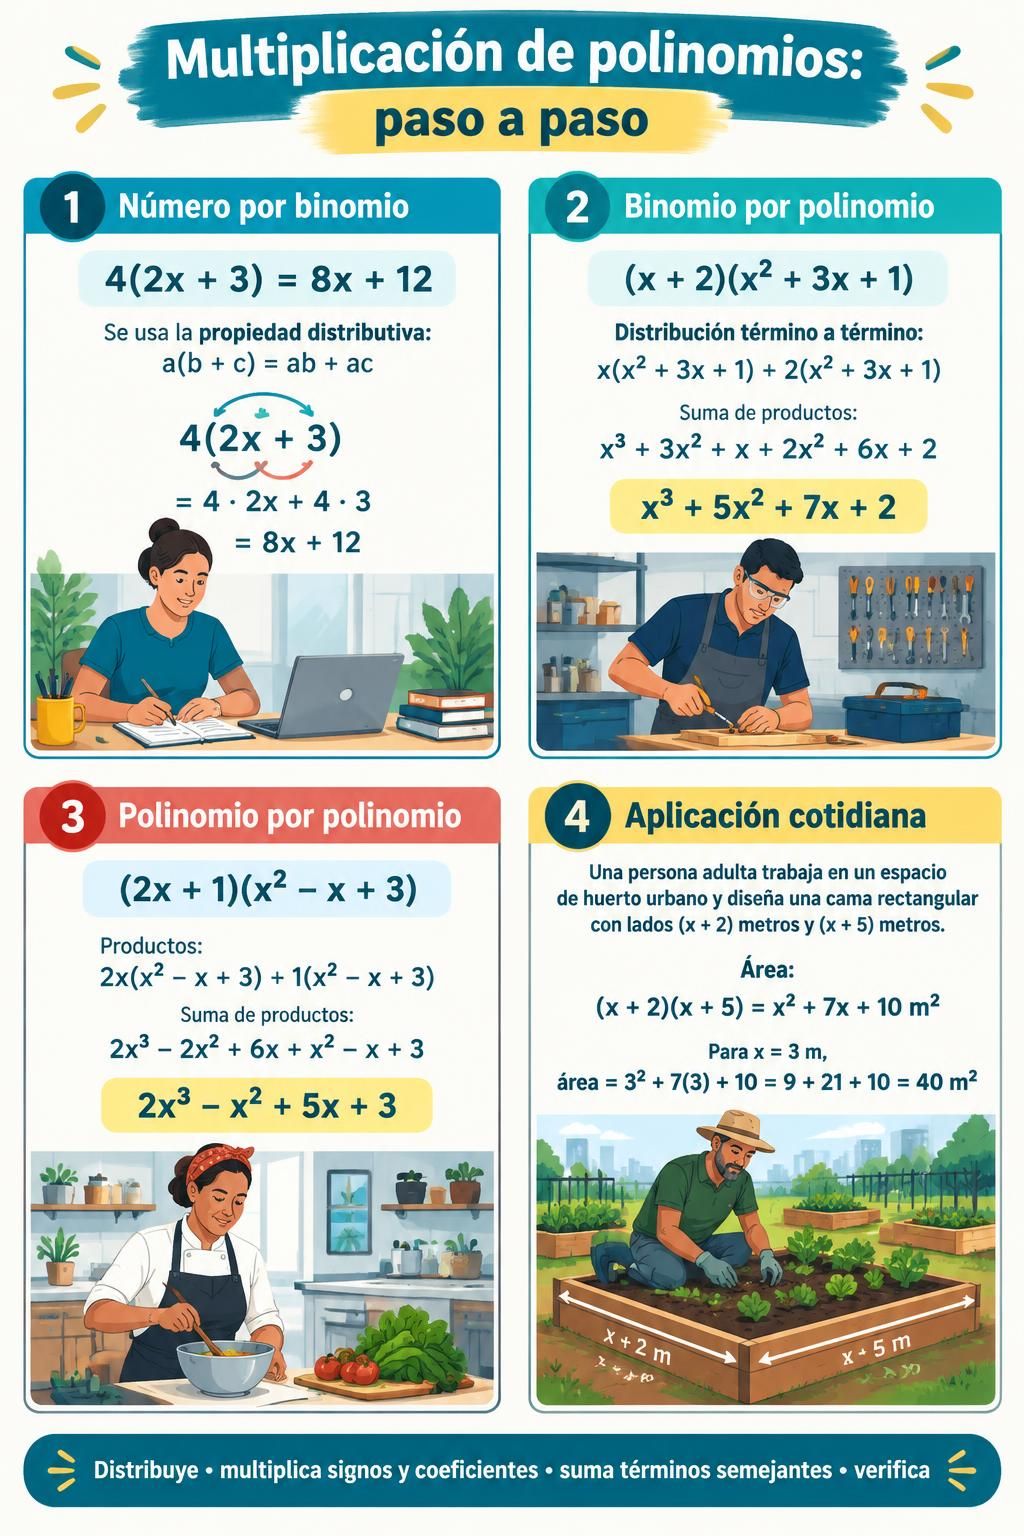 Multiplicación de polinomios:
paso a paso
1 Número por binomio
4(2x + 3) = 8x + 12
Se usa la propiedad distributiva:
a(b + c) = ab + ac
4(2x + 3)
= 4 · 2x + 4 · 3
= 8x + 12
2 Binomio por polinomio
(x + 2)(x² + 3x + 1)
Distribución término a término:
x(x² + 3x + 1) + 2(x² + 3x + 1)
Suma de productos:
x³ + 3x² + x + 2x² + 6x + 2
x³ + 5x² + 7x + 2
3 Polinomio por polinomio
(2x + 1)(x² − x + 3)
Productos:
2x(x² − x + 3) + 1(x² − x + 3)
Suma de productos:
2x³ − 2x² + 6x + x² − x + 3
2x³ − x² + 5x + 3
4 Aplicación cotidiana
Una persona adulta trabaja en un espacio
de huerto urbano y diseña una cama rectangular
con lados (x + 2) metros y (x + 5) metros.
Área:
(x + 2)(x + 5) = x² + 7x + 10 m²
Para x = 3 m,
área = 3² + 7(3) + 10 = 9 + 21 + 10 = 40 m²
x + 2 m
x + 5 m
Distribuye • multiplica signos y coeficientes • suma términos semejantes • verifica